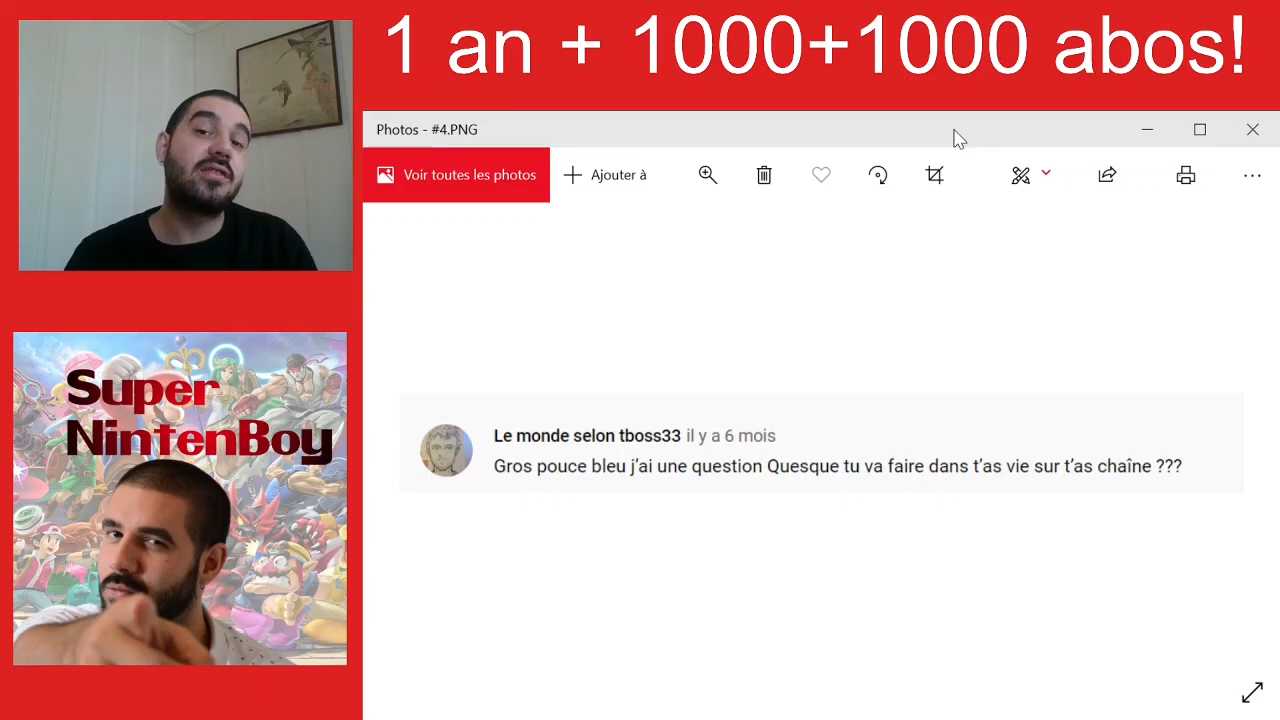 1 an + 1000+1000 abos!
Photos - #4.PNG
Voir toutes les photos
Ajouter à
Super
NintenBoy
Le monde selon tboss33 il y a 6 mois
Gros pouce bleu j'ai une question Quesque tu va faire dans t'as vie sur t'as chaîne ???